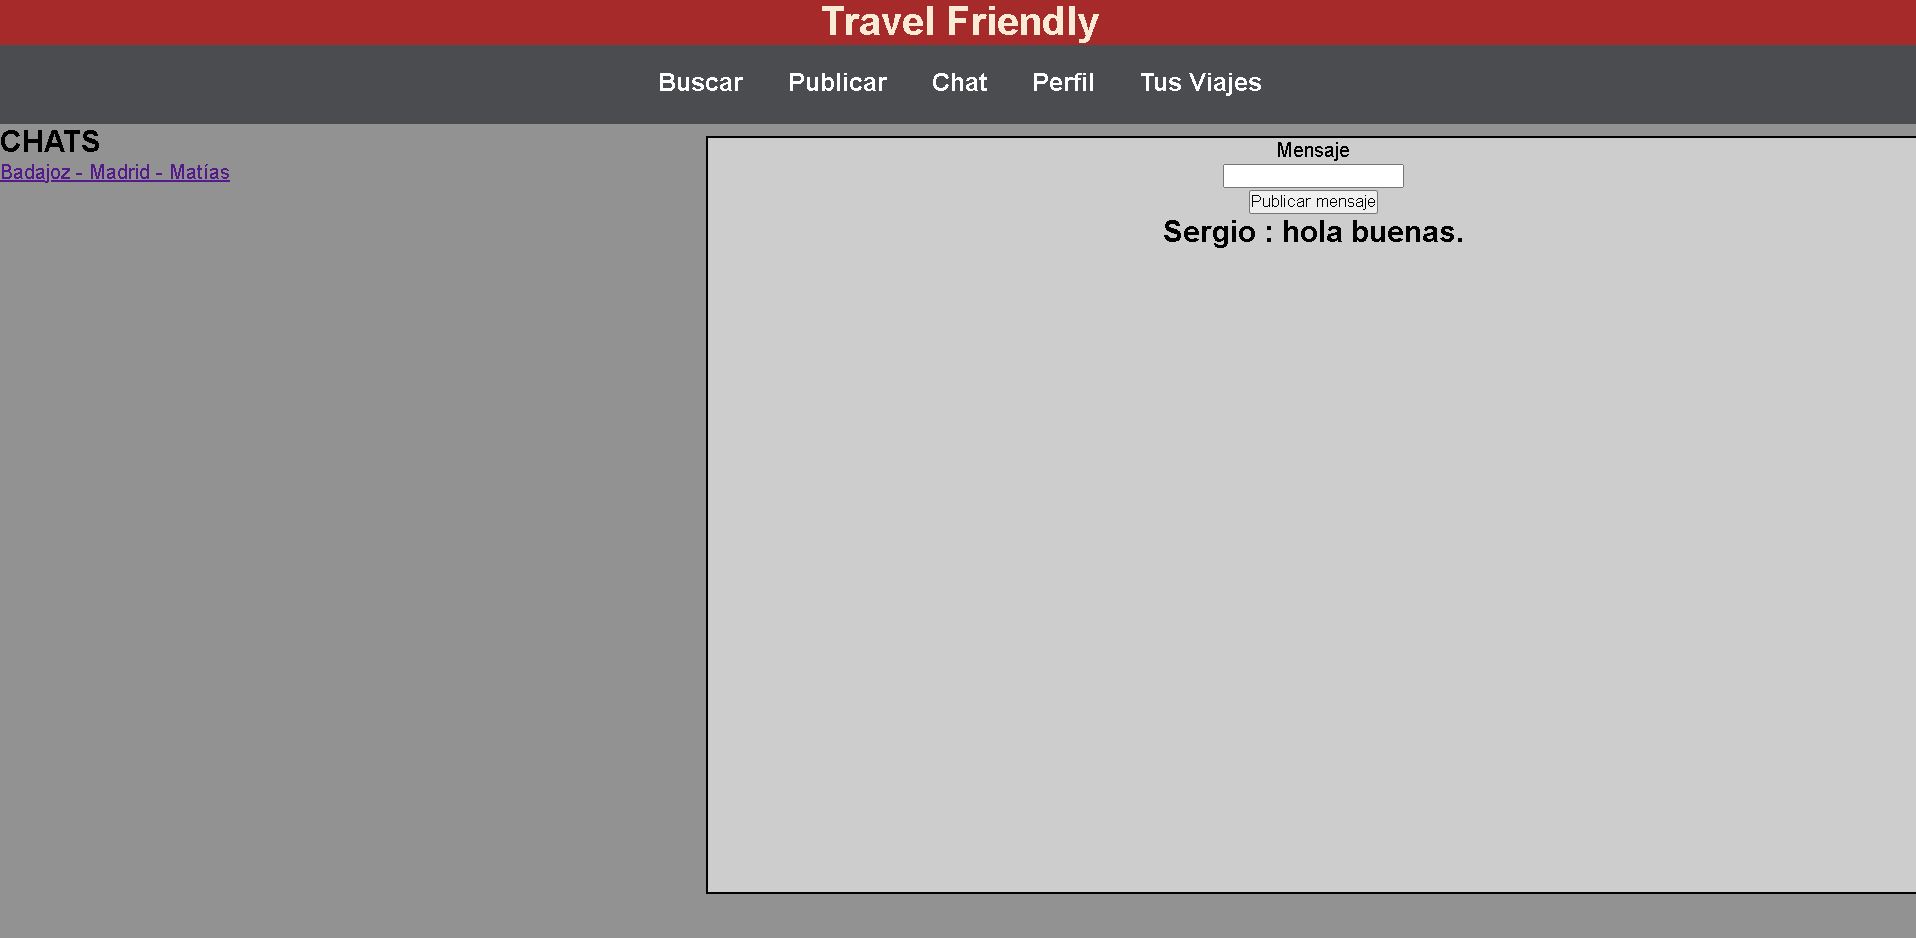 Travel Friendly
Buscar Publicar Chat Perfil Tus Viajes
CHATS
Badajoz - Madrid - Matías
Mensaje
Publicar mensaje
Sergio : hola buenas.